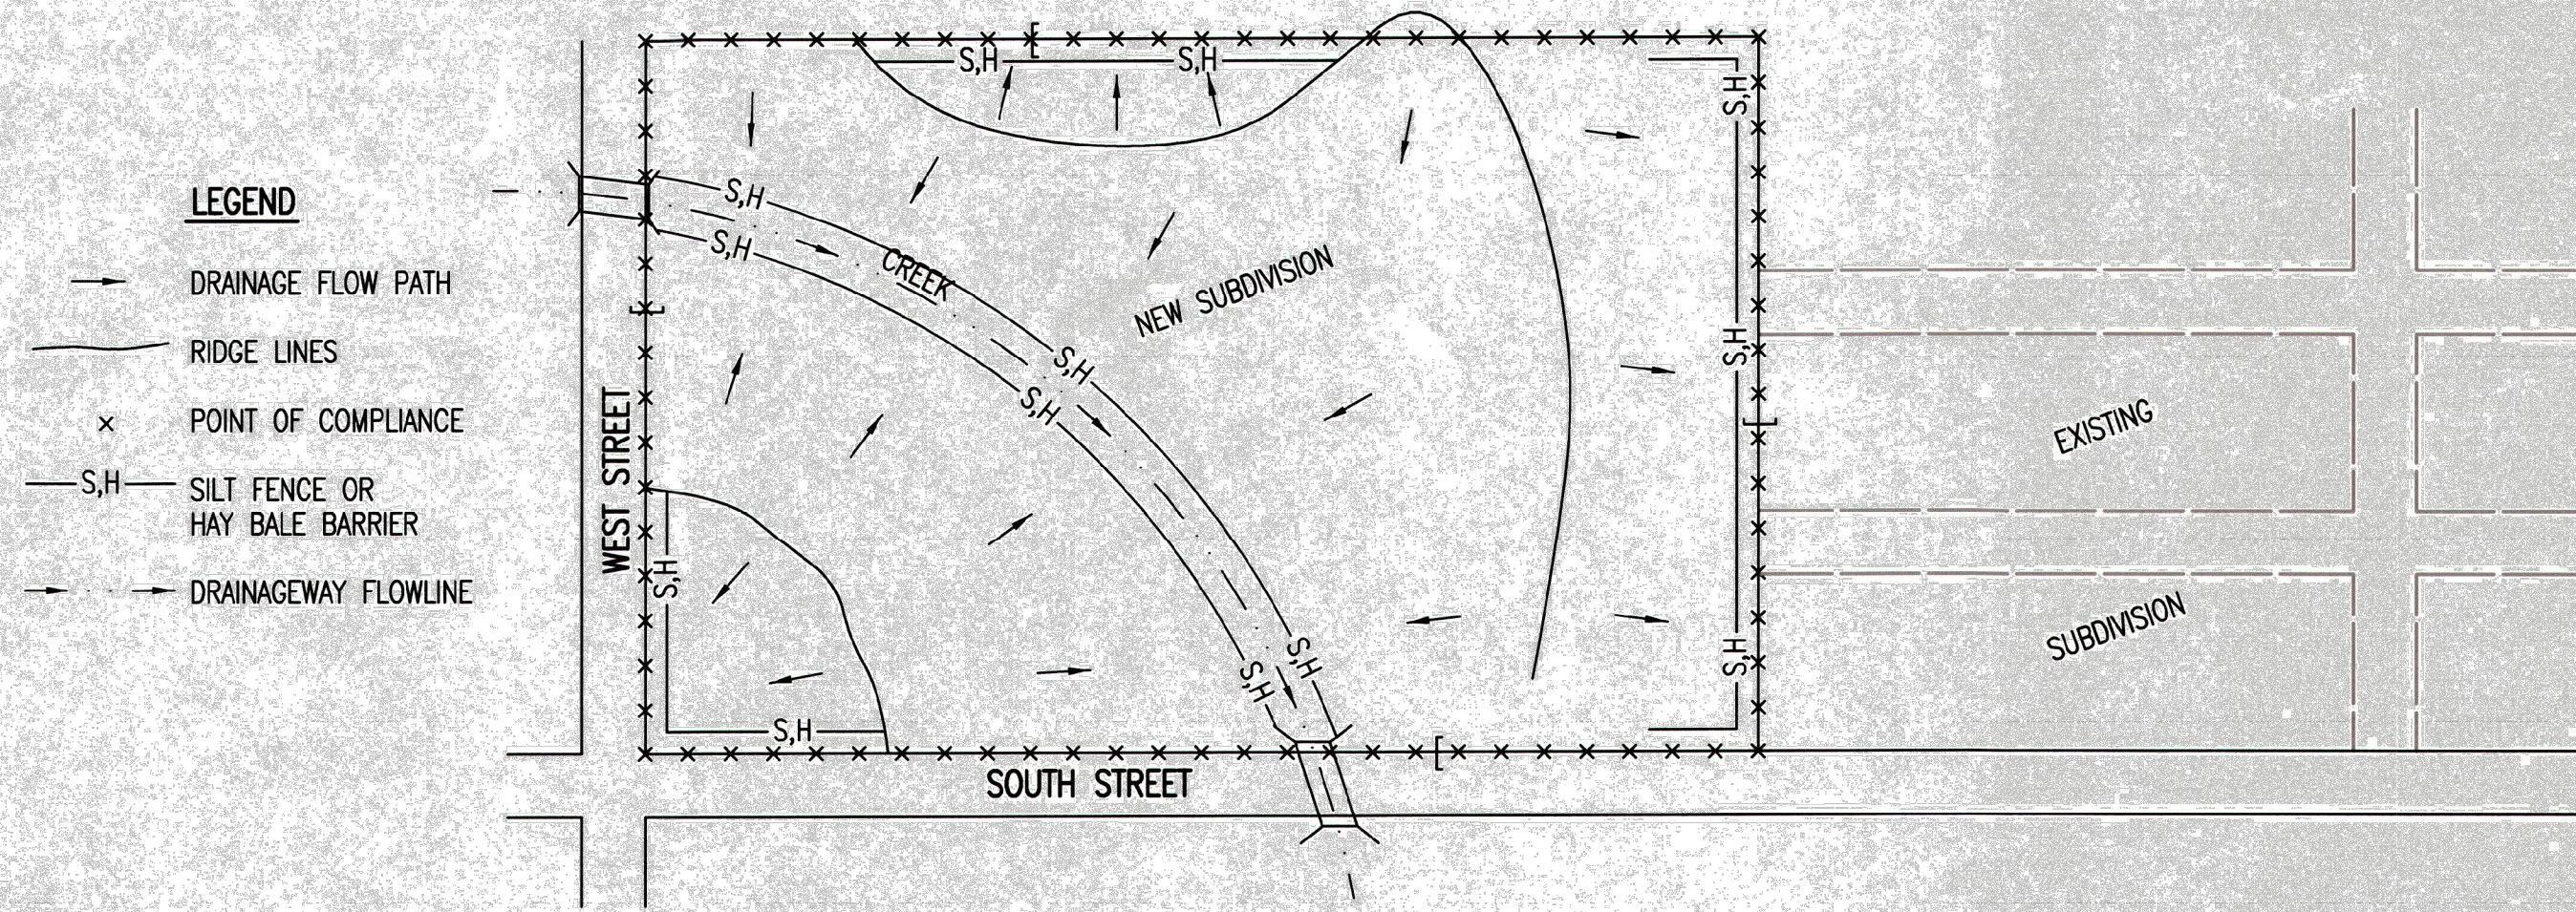 LEGEND
DRAINAGE FLOW PATH
RIDGE LINES
x POINT OF COMPLIANCE
S,H SILT FENCE OR
HAY BALE BARRIER
DRAINAGEWAY FLOWLINE
S,H
S,H
S,H
S,H
S,H
CREEK
NEW SUBDIVISION
S,H
S,H
S,H
WEST STREET
S,H
S,H
S,H
S,H
S,H
SOUTH STREET
EXISTING
SUBDIVISION